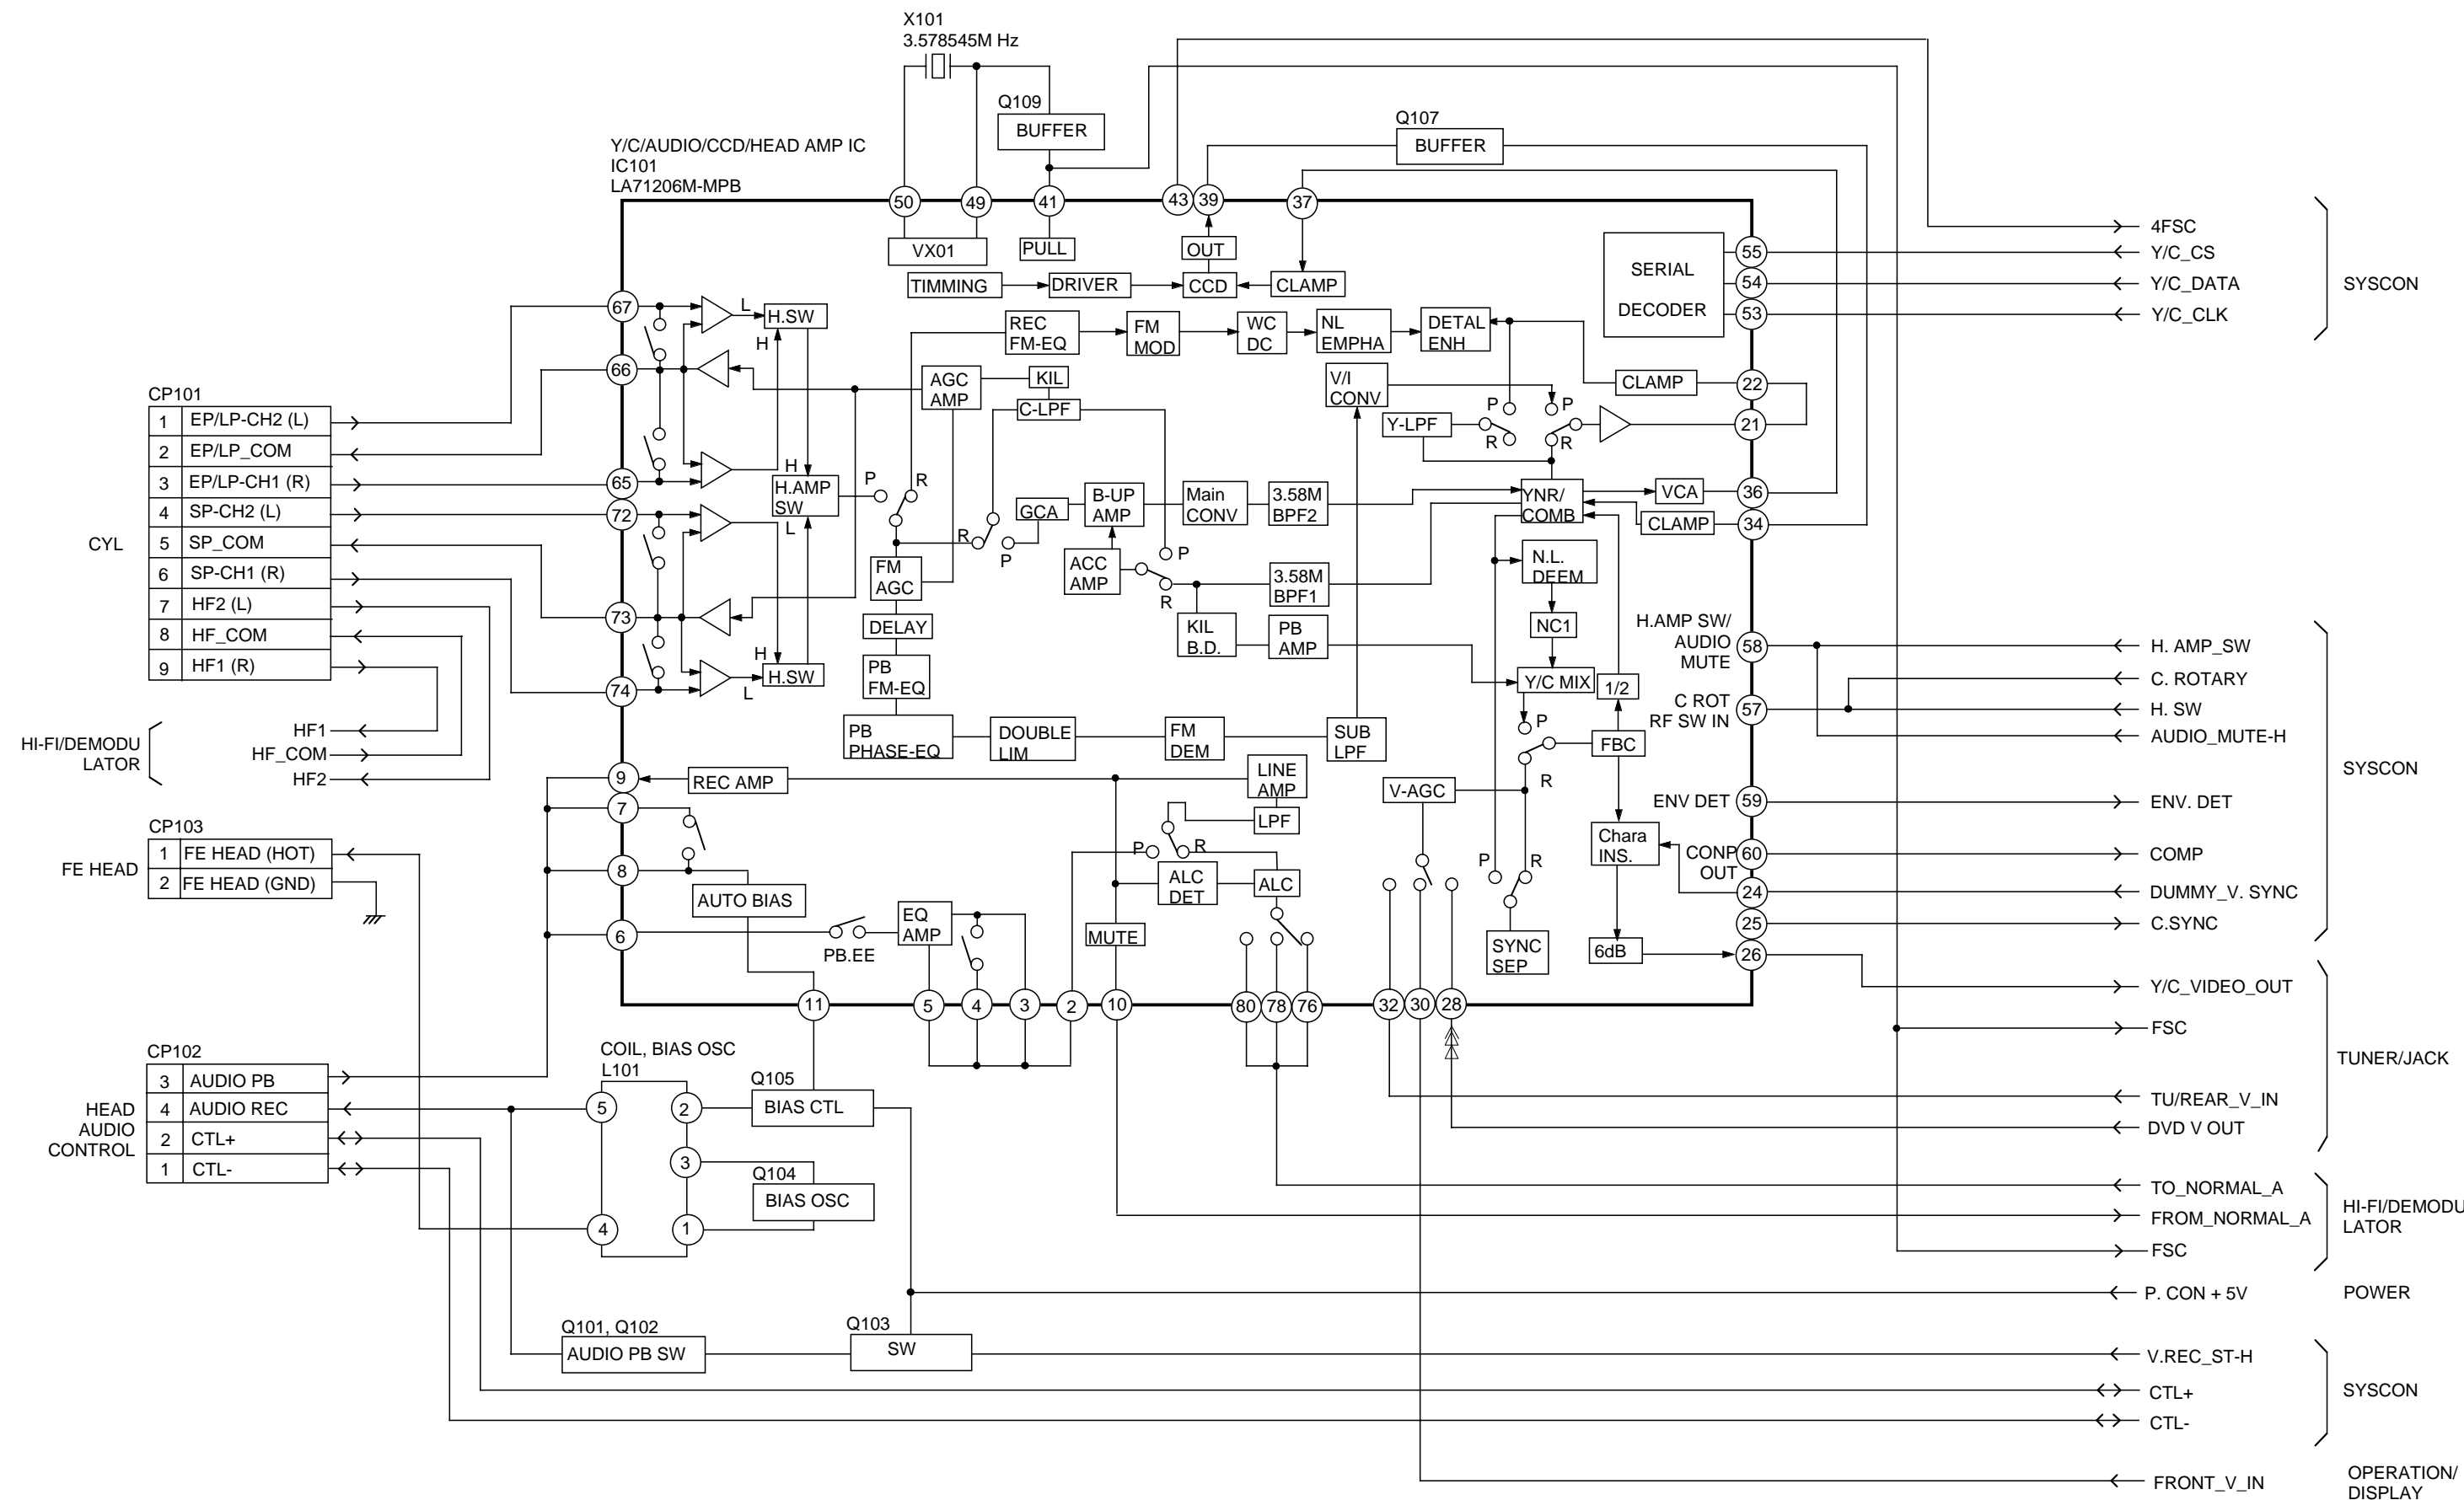 X101
3.578545M Hz
Q109
BUFFER
Q107
BUFFER
Y/C/AUDIO/CCD/HEAD AMP IC
IC101
LA71206M-MPB
50
49
41
43
39
37
VX01
PULL
OUT
TIMMING
DRIVER
CCD
CLAMP
SERIAL
DECODER
55
54
53
4FSC
Y/C_CS
Y/C_DATA
Y/C_CLK
SYSCON
67
66
65
72
73
74
L
H.SW
H
H
H.AMP
SW
L
H
H.SW
L
REC
FM-EQ
FM
MOD
WC
DC
NL
EMPHA
DETAL
ENH
AGC
AMP
KIL
C-LPF
V/I
CONV
CLAMP
22
Y-LPF
P
R
P
R
21
CP101
1 EP/LP-CH2 (L)
2 EP/LP_COM
3 EP/LP-CH1 (R)
4 SP-CH2 (L)
5 SP_COM
6 SP-CH1 (R)
7 HF2 (L)
8 HF_COM
9 HF1 (R)
CYL
P
R
R
P
GCA
B-UP
AMP
Main
CONV
3.58M
BPF2
YNR/
COMB
VCA
36
CLAMP
34
FM
AGC
ACC
AMP
P
R
3.58M
BPF1
N.L.
DEEM
DELAY
KIL
B.D.
PB
AMP
NC1
PB
FM-EQ
Y/C MIX
1/2
H.AMP SW/
AUDIO
MUTE
58
C ROT
RF SW IN
57
H. AMP_SW
C. ROTARY
H. SW
AUDIO_MUTE-H
SYSCON
PB
PHASE-EQ
DOUBLE
LIM
FM
DEM
SUB
LPF
P
R
FBC
HI-FI/DEMODU
LATOR
HF1
HF_COM
HF2
9
7
8
6
REC AMP
LINE
AMP
LPF
V-AGC
ENV DET
59
ENV. DET
P
R
Chara
INS.
CONP
OUT
60
COMP
24
DUMMY_V. SYNC
25
C.SYNC
26
CP103
1 FE HEAD (HOT)
2 FE HEAD (GND)
FE HEAD
AUTO BIAS
ALC
DET
ALC
P
R
EQ
AMP
PB.EE
MUTE
SYNC
SEP
6dB
11
5
4
3
2
10
80
78
76
32
30
28
Y/C_VIDEO_OUT
FSC
TU/REAR_V_IN
DVD V OUT
TUNER/JACK
CP102
3 AUDIO PB
4 AUDIO REC
2 CTL+
1 CTL-
HEAD
AUDIO
CONTROL
COIL, BIAS OSC
L101
5
2
3
4
1
Q105
BIAS CTL
Q104
BIAS OSC
TO_NORMAL_A
FROM_NORMAL_A
FSC
HI-FI/DEMODU
LATOR
P. CON + 5V
POWER
Q101, Q102
AUDIO PB SW
Q103
SW
V.REC_ST-H
CTL+
CTL-
SYSCON
FRONT_V_IN
OPERATION/
DISPLAY